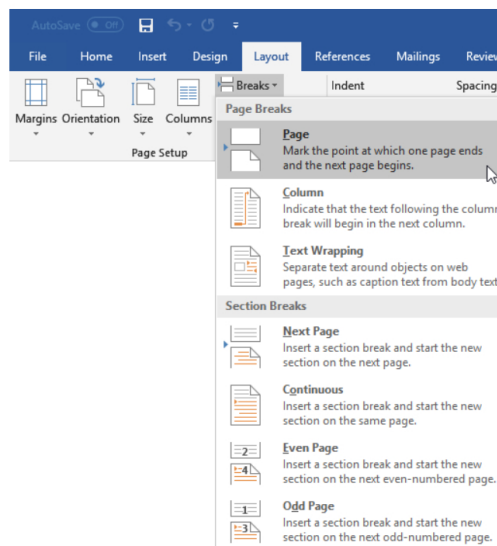 AutoSave Off
File Home Insert Design Layout References Mailings Review
Breaks Indent Spacing
Margins Orientation Size Columns
Page Setup
Page Breaks
Page
Mark the point at which one page ends
and the next page begins.
Column
Indicate that the text following the column
break will begin in the next column.
Text Wrapping
Separate text around objects on web
pages, such as caption text from body text
Section Breaks
Next Page
Insert a section break and start the new
section on the next page.
Continuous
Insert a section break and start the new
section on the same page.
2
4
Even Page
Insert a section break and start the new
section on the next even-numbered page.
1
3
Odd Page
Insert a section break and start the new
section on the next odd-numbered page.